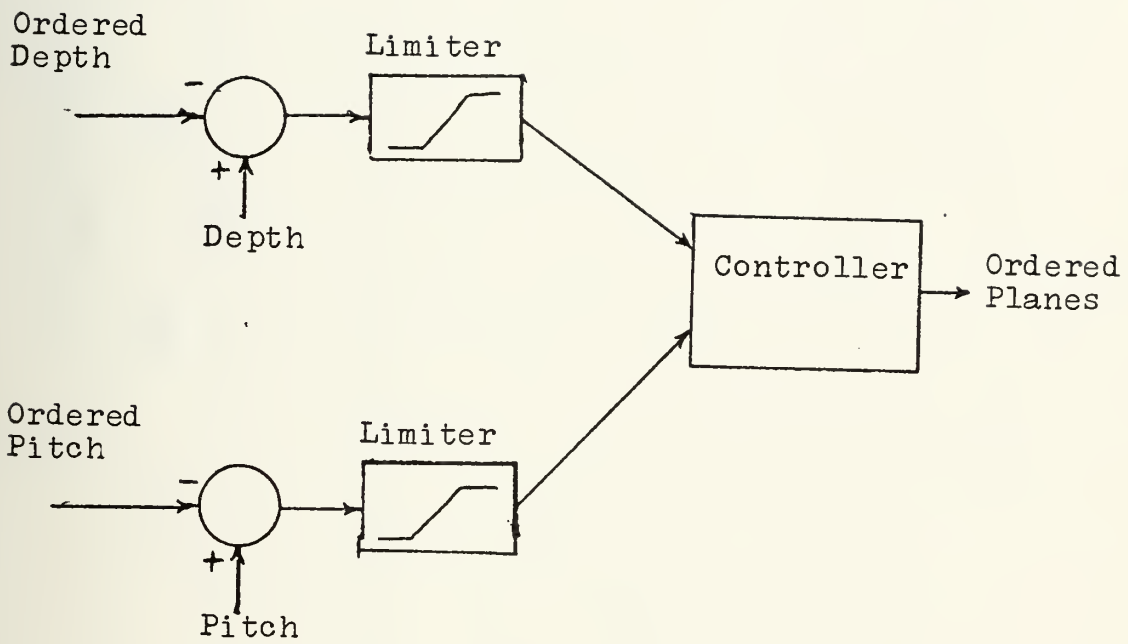 Ordered
Depth
Limiter
-
+
Depth
Controller
Ordered
Planes
Ordered
Pitch
Limiter
-
+
Pitch